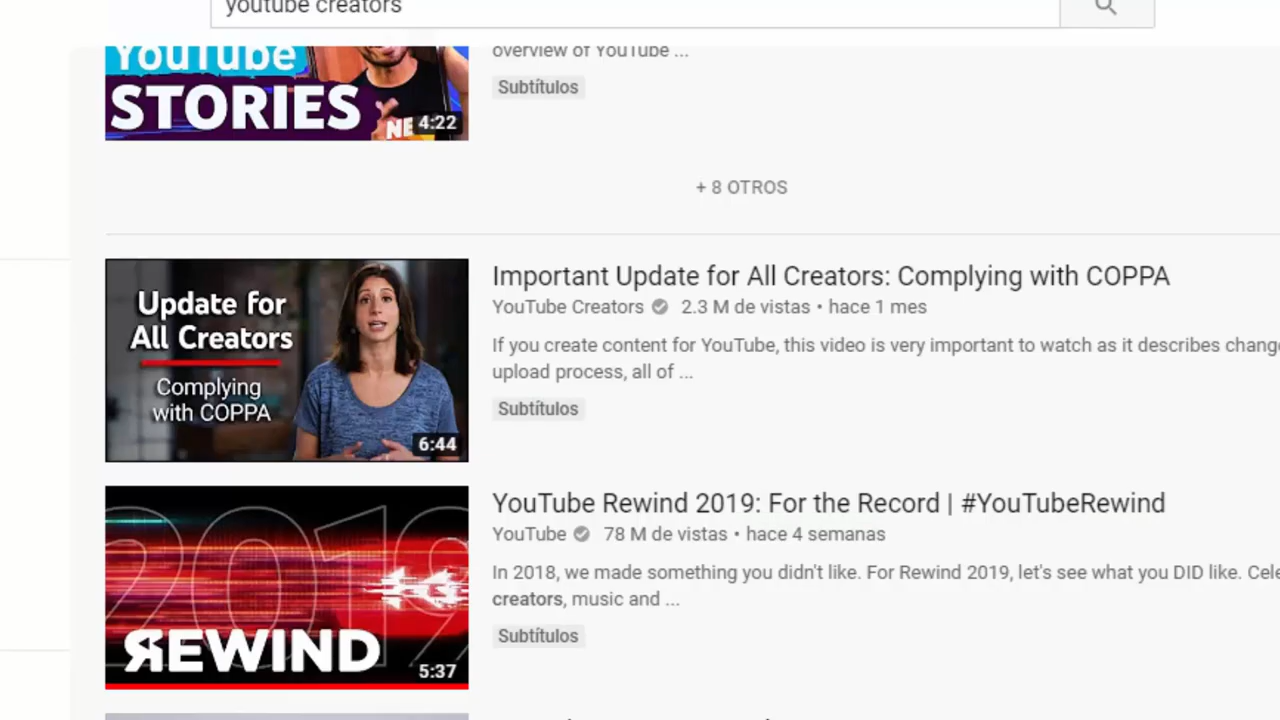 youtube creators
YouTube
STORIES
NE
4:22
overview of YouTube ...
Subtítulos
+ 8 OTROS
Update for
All Creators
Complying
with COPPA
6:44
Important Update for All Creators: Complying with COPPA
YouTube Creators 2.3 M de vistas • hace 1 mes
If you create content for YouTube, this video is very important to watch as it describes chang
upload process, all of ...
Subtítulos
2019
REWIND
5:37
YouTube Rewind 2019: For the Record | #YouTubeRewind
YouTube 78 M de vistas • hace 4 semanas
In 2018, we made something you didn't like. For Rewind 2019, let's see what you DID like. Cele
creators, music and ...
Subtítulos